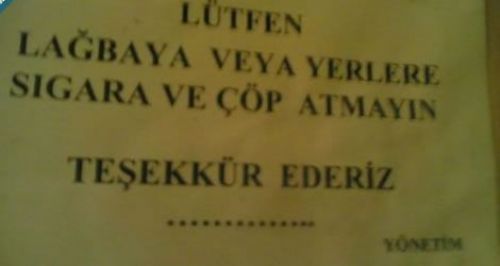 LÜTFEN
LAĞBAYA VEYA YERLERE
SIGARA VE ÇÖP ATMAYIN
TEŞEKKÜR EDERİZ
..............
YÖNETİM